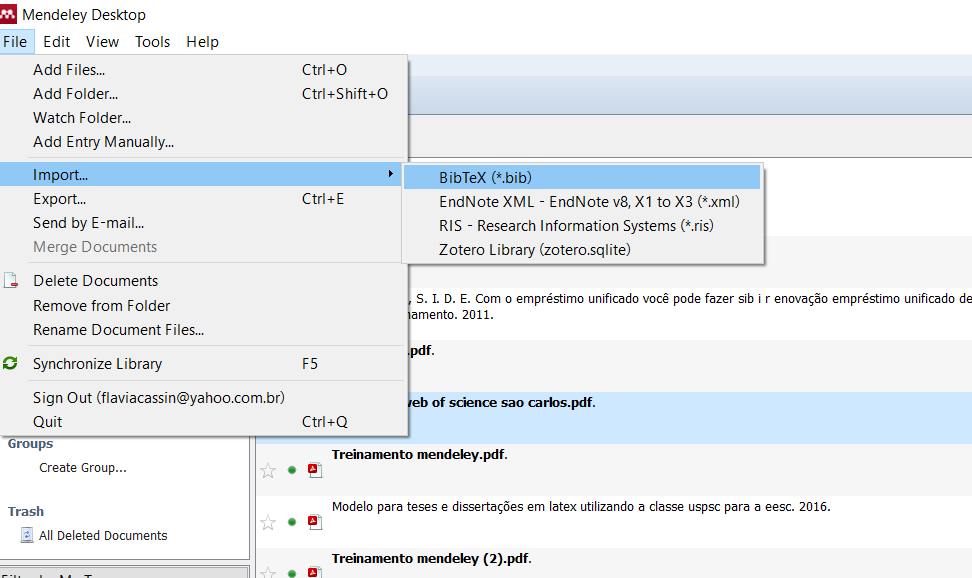 Mendeley Desktop
File Edit View Tools Help
Add Files... Ctrl+O
Add Folder... Ctrl+Shift+O
Watch Folder...
Add Entry Manually...
Import...
BibTeX (*.bib)
EndNote XML - EndNote v8, X1 to X3 (*.xml)
RIS - Research Information Systems (*.ris)
Zotero Library (zotero.sqlite)
Export... Ctrl+E
Send by E-mail...
Merge Documents
Delete Documents
Remove from Folder
Rename Document Files...
Synchronize Library F5
Sign Out (flaviacassin@yahoo.com.br)
Quit Ctrl+Q
, S. I. D. E. Com o empréstimo unificado você pode fazer sib i r enovação empréstimo unificado de
namento. 2011.
.pdf.
web of science sao carlos.pdf.
Groups
Create Group...
Trash
All Deleted Documents
Treinamento mendeley.pdf.
Modelo para teses e dissertações em latex utilizando a classe uspsc para a eesc. 2016.
Treinamento mendeley (2).pdf.